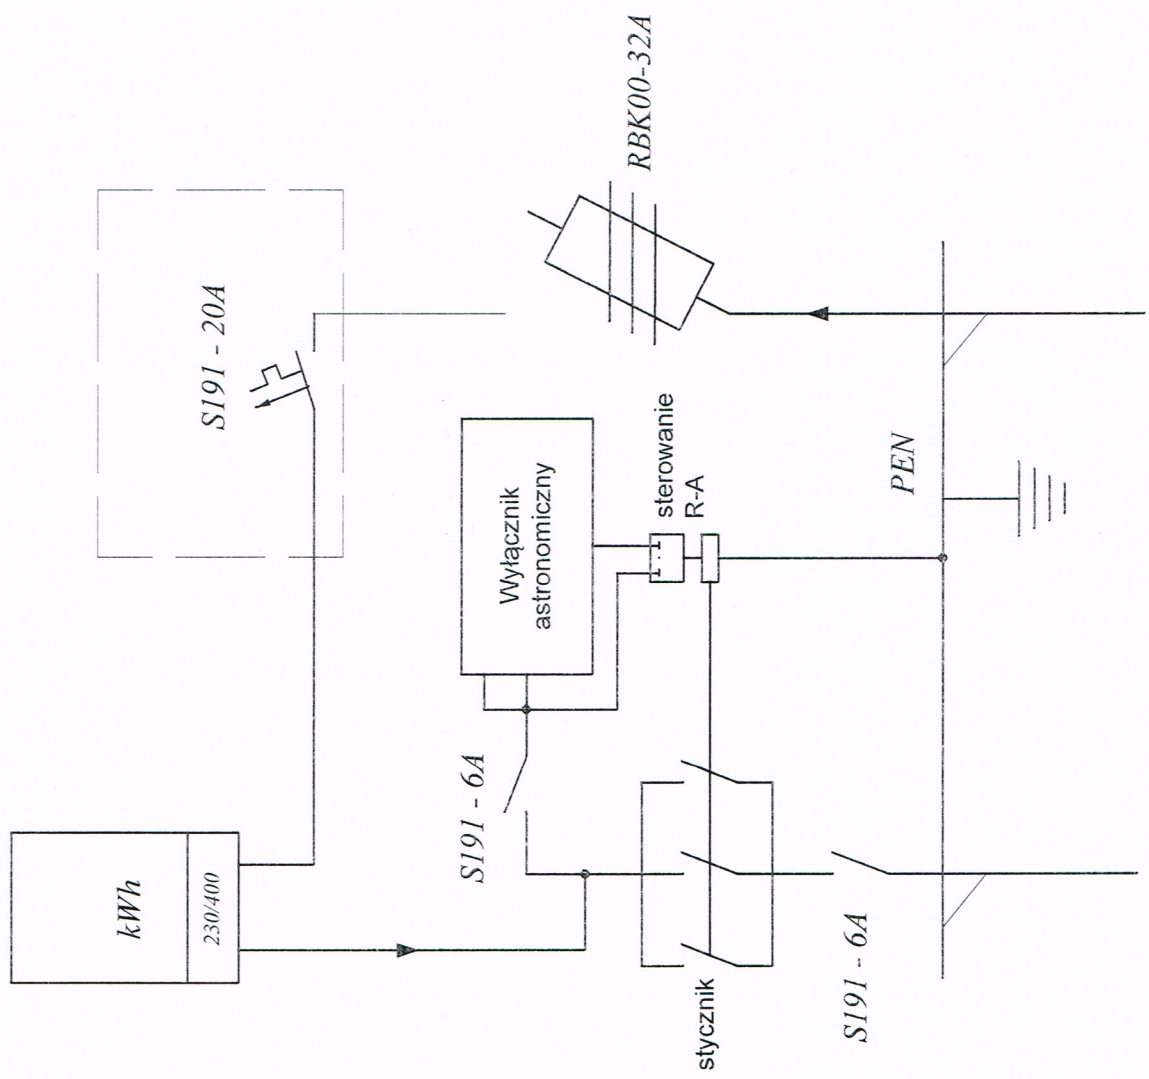 kWh
230/400
S191 - 20A
RBK00-32A
S191 - 6A
Wyłącznik
astronomiczny
sterowanie
R-A
stycznik
S191 - 6A
PEN